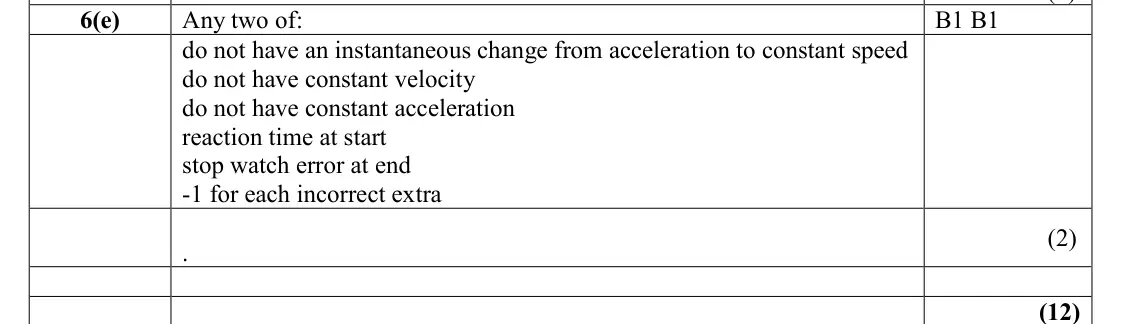 6(e) Any two of: B1 B1
do not have an instantaneous change from acceleration to constant speed
do not have constant velocity
do not have constant acceleration
reaction time at start
stop watch error at end
-1 for each incorrect extra
(2)
.
(12)